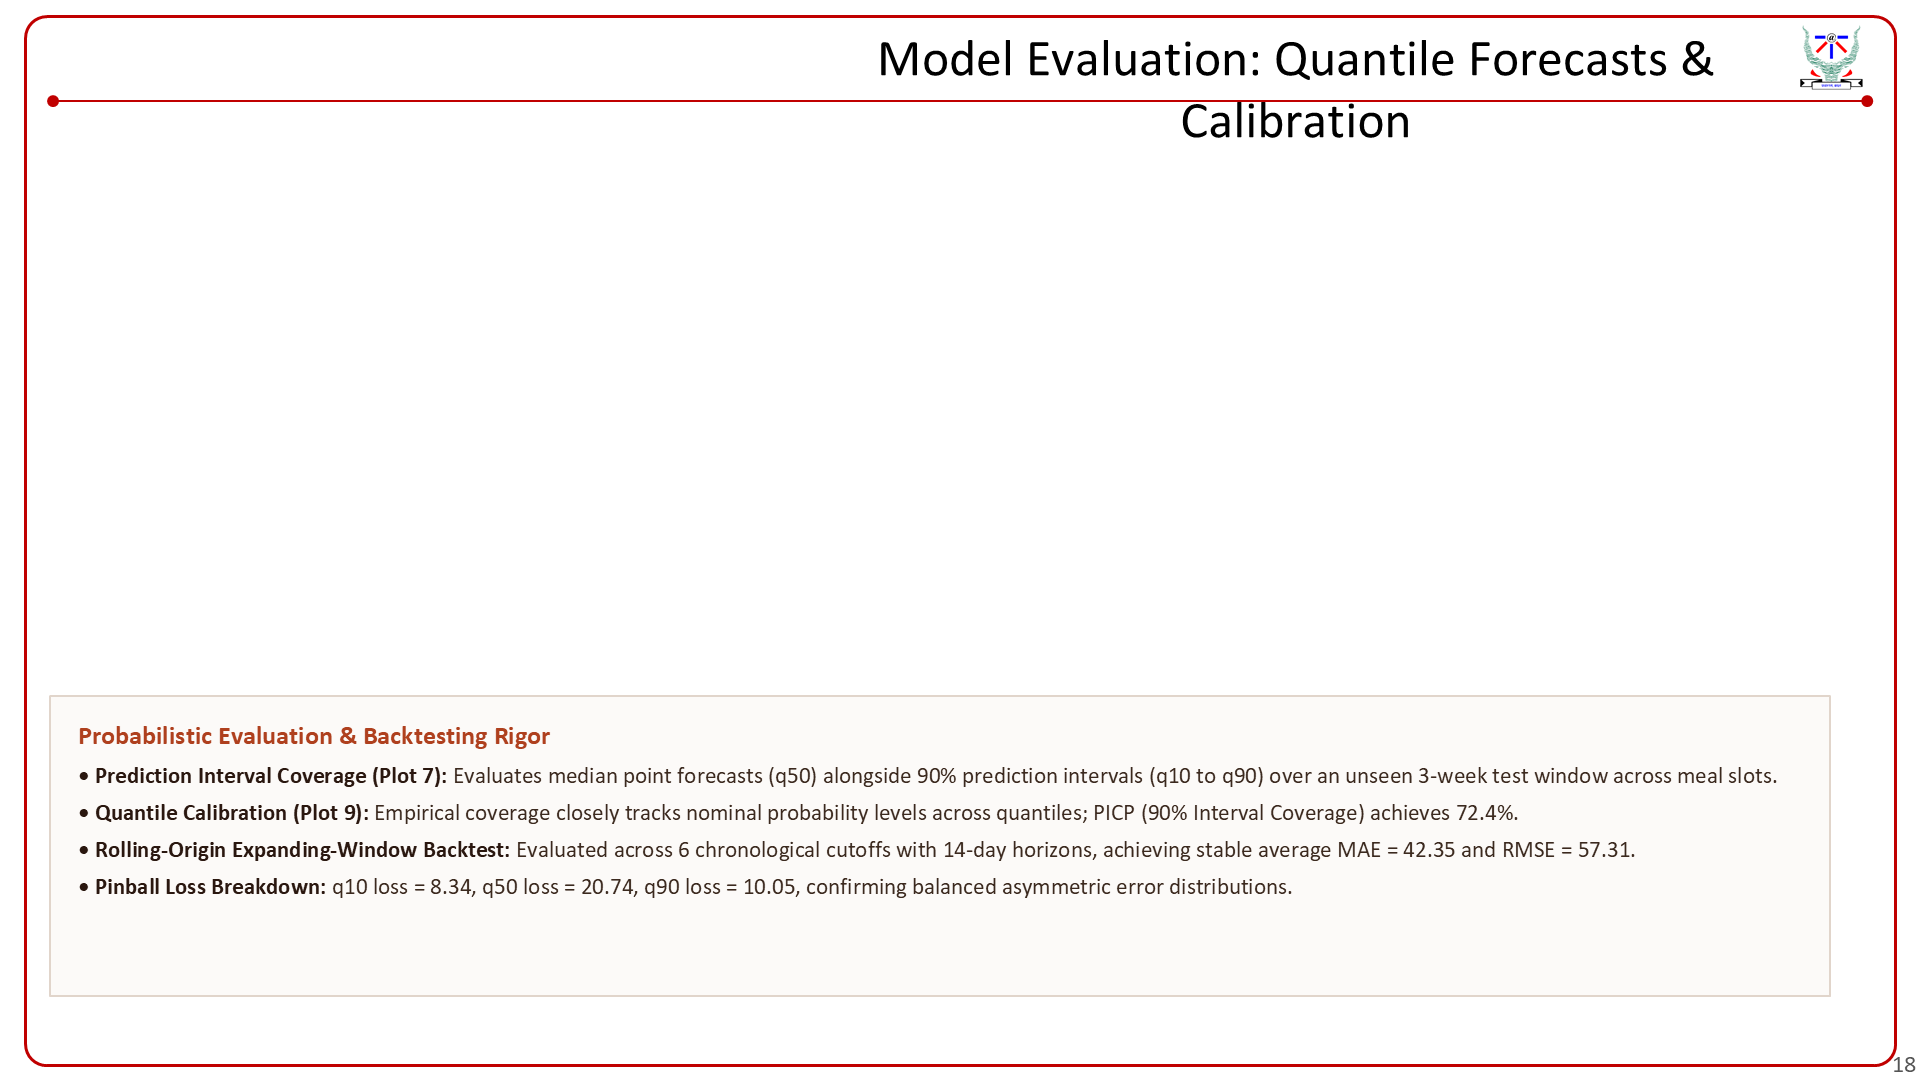 Model Evaluation: Quantile Forecasts &
Calibration
Probabilistic Evaluation & Backtesting Rigor
• Prediction Interval Coverage (Plot 7): Evaluates median point forecasts (q50) alongside 90% prediction intervals (q10 to q90) over an unseen 3-week test window across meal slots.
• Quantile Calibration (Plot 9): Empirical coverage closely tracks nominal probability levels across quantiles; PICP (90% Interval Coverage) achieves 72.4%.
• Rolling-Origin Expanding-Window Backtest: Evaluated across 6 chronological cutoffs with 14-day horizons, achieving stable average MAE = 42.35 and RMSE = 57.31.
• Pinball Loss Breakdown: q10 loss = 8.34, q50 loss = 20.74, q90 loss = 10.05, confirming balanced asymmetric error distributions.
18